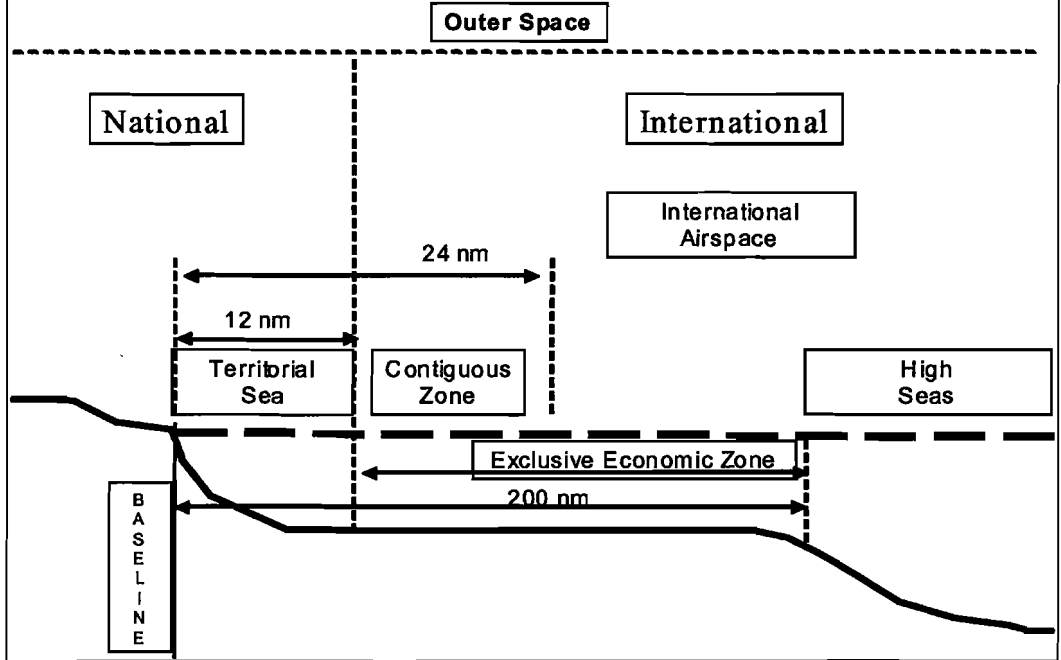 Outer Space
National
International
International
Airspace
24 nm
12 nm
Territorial
Sea
Contiguous
Zone
High
Seas
Exclusive Economic Zone
200 nm
BASELINE